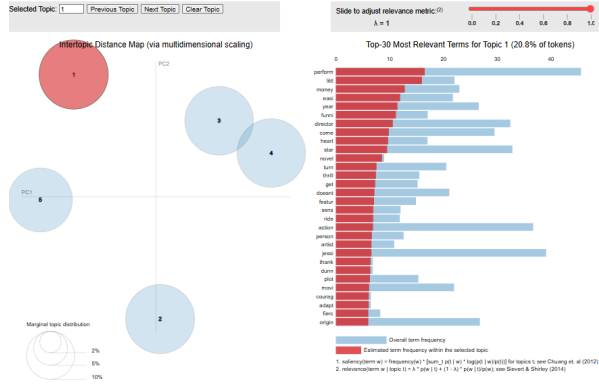 Selected Topic: 1 Previous Topic Next Topic Clear Topic
Slide to adjust relevance metric:(2)
λ = 1
0.0 0.2 0.4 0.6 0.8 1.0
Intertopic Distance Map (via multidimensional scaling)
PC2
PC1
1
3
4
5
2
Marginal topic distribution
2%
5%
10%
Top-30 Most Relevant Terms for Topic 1 (20.8% of tokens)
0 10 20 30 40
perform
money
easi
year
funni
director
come
heart
star
novel
turn
thrill
get
doesnt
featur
sens
ride
action
person
artist
jessi
thank
dunn
plot
movi
courag
adapt
fierc
origin
Overall term frequency
Estimated term frequency within the selected topic
1. saliency(term w) = frequency(w) * [sum_t p(t | w) * log(p(t | w)/p(t))] for topics t; see Chuang et. al (2012)
2. relevance(term w | topic t) = λ * p(w | t) + (1 - λ) * p(w | t)/p(w); see Sievert & Shirley (2014)